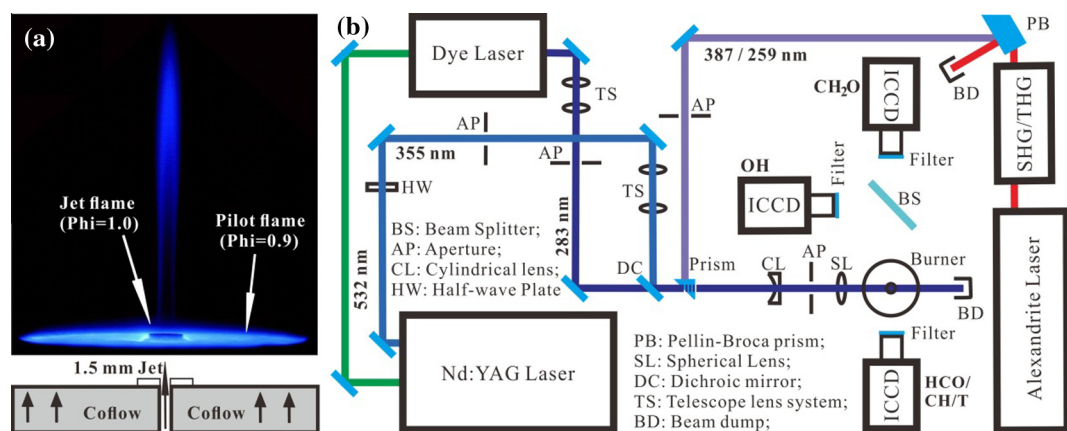 (a)
Jet flame
(Phi=1.0)
Pilot flame
(Phi=0.9)
1.5 mm Jet
Coflow
Coflow
(b)
Dye Laser
TS
AP
355 nm
AP
HW
TS
283 nm
532 nm
BS: Beam Splitter;
AP: Aperture;
CL: Cylindrical lens;
HW: Half-wave Plate
DC
Nd:YAG Laser
387 / 259 nm
PB
BD
AP
CH₂O
ICCD
Filter
SHG/THG
OH
ICCD
Filter
BS
Prism
CL
AP
SL
Burner
BD
Filter
ICCD
HCO/
CH/T
Alexandrite Laser
PB: Pellin-Broca prism;
SL: Spherical Lens;
DC: Dichroic mirror;
TS: Telescope lens system;
BD: Beam dump;